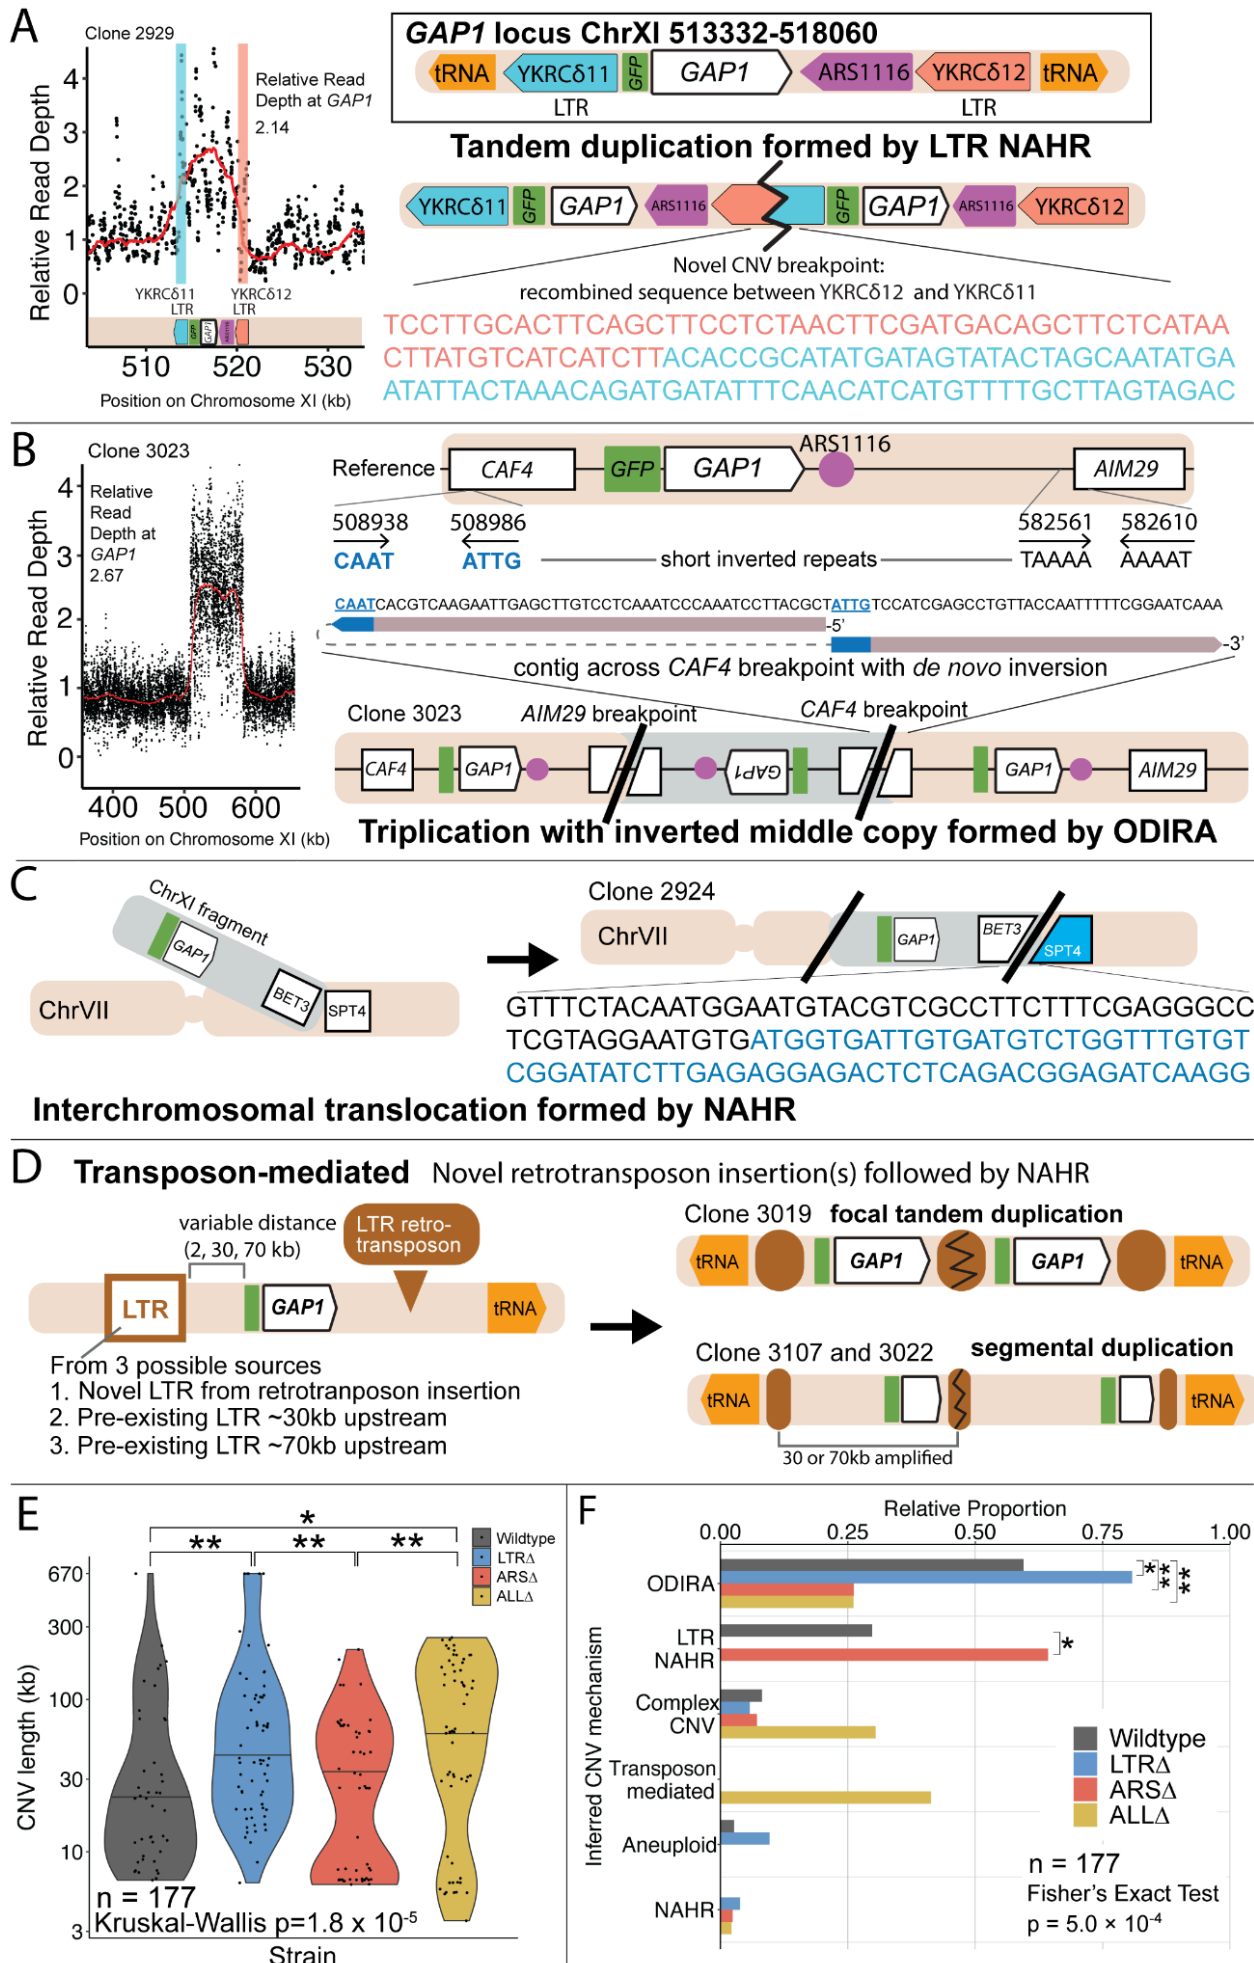 A
Clone 2929
Relative Read Depth
4
3
2
1
0
Relative Read
Depth at GAP1
2.14
YKRCδ11
LTR
YKRCδ12
LTR
GFP
GAP1
ARS1116
510
520
530
Position on Chromosome XI (kb)
GAP1 locus ChrXI 513332-518060
tRNA
YKRCδ11
GFP
GAP1
ARS1116
YKRCδ12
tRNA
LTR
LTR
Tandem duplication formed by LTR NAHR
YKRCδ11
GFP
GAP1
ARS1116
GFP
GAP1
ARS1116
YKRCδ12
Novel CNV breakpoint:
recombined sequence between YKRCδ12 and YKRCδ11
TCCTTGCACTTCAGCTTCCTCTAACTTCGATGACAGCTTCTCATAA
CTTATGTCATCATCTTACACCGCATATGATAGTATACTAGCAATATGA
ATATTACTAAACAGATGATATTTCAACATCATGTTTTGCTTAGTAGAC
B
Clone 3023
Relative Read Depth
4
3
2
1
0
Relative
Read
Depth at
GAP1
2.67
400
500
600
Position on Chromosome XI (kb)
Reference
CAF4
GFP
GAP1
ARS1116
AIM29
508938
508986
582561
582610
CAAT
ATTG
short inverted repeats
TAAAA
AAAAT
CAATCACGTCAAGAATTGAGCTTGTCCTCAAATCCCAAATCCTTACGCTATTGTCCATCGAGCCTGTTACCAATTTTTCGGAATCAAA
-5'
-3'
contig across CAF4 breakpoint with de novo inversion
Clone 3023
AIM29 breakpoint
CAF4 breakpoint
CAF4
GAP1
GAP1
GAP1
AIM29
Triplication with inverted middle copy formed by ODIRA
C
ChrXI fragment
GAP1
BET3
SPT4
ChrVII
Clone 2924
ChrVII
GAP1
BET3
SPT4
GTTTCTACAATGGAATGTACGTCGCCTTCTTTCGAGGGCC
TCGTAGGAATGTGATGGTGATTGTGATGTCTGGTTTGTGT
CGGATATCTTGAGAGGAGACTCTCAGACGGAGATCAAGG
Interchromosomal translocation formed by NAHR
D
Transposon-mediated Novel retrotransposon insertion(s) followed by NAHR
variable distance
(2, 30, 70 kb)
LTR retro-
transposon
LTR
GAP1
tRNA
From 3 possible sources
1. Novel LTR from retrotranposon insertion
2. Pre-existing LTR ~30kb upstream
3. Pre-existing LTR ~70kb upstream
Clone 3019 focal tandem duplication
tRNA
GAP1
GAP1
tRNA
Clone 3107 and 3022 segmental duplication
tRNA
tRNA
30 or 70kb amplified
E
*
**
**
**
Wildtype
LTRΔ
ARSΔ
ALLΔ
CNV length (kb)
670
300
100
30
10
3
n = 177
Kruskal-Wallis p=1.8 x 10-5
Strain
F
Relative Proportion
0.00
0.25
0.50
0.75
1.00
Inferred CNV mechanism
ODIRA
*
**
**
LTR
NAHR
*
Complex
CNV
Transposon
mediated
Aneuploid
NAHR
Wildtype
LTRΔ
ARSΔ
ALLΔ
n = 177
Fisher's Exact Test
p = 5.0 × 10-4